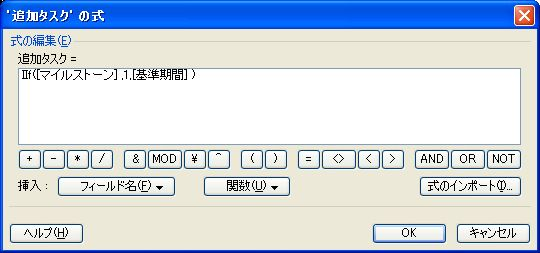 '追加タスク' の式
式の編集(E)
追加タスク =
IIf([マイルストーン] ,1,[基準期間] )
+ - * / & MOD ¥ ^ ( ) = <> < > AND OR NOT
挿入： フィールド名(F) 関数(U) 式のインポート(I)...
ヘルプ(H) OK キャンセル